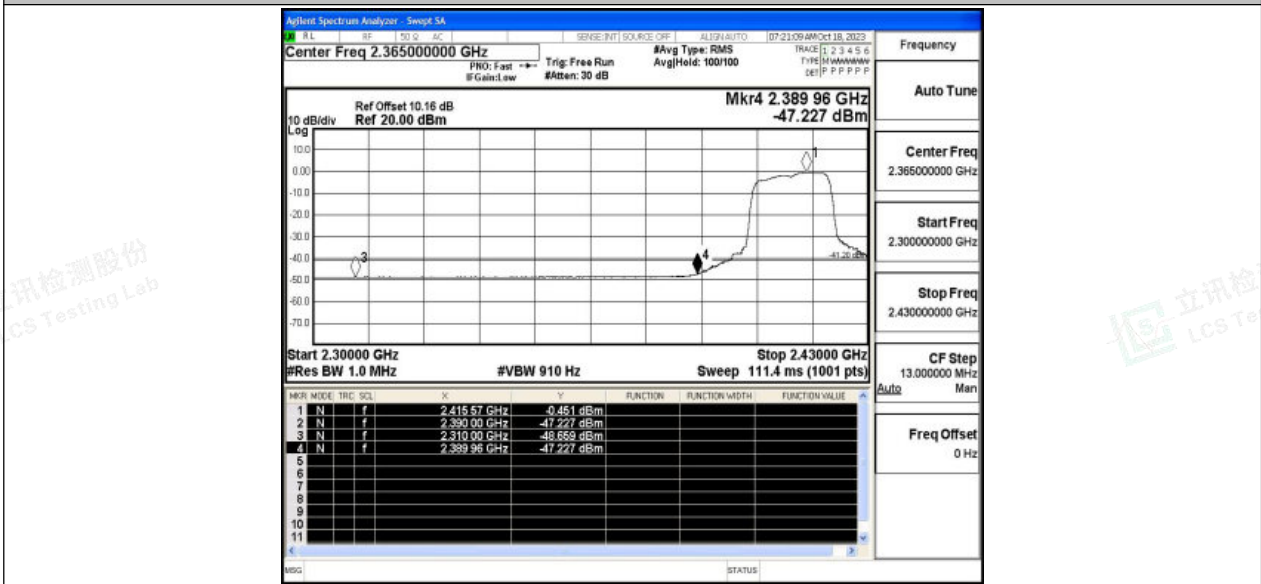 Agilent Spectrum Analyzer - Swept SA
RL RF 50 Ω AC SENSE:INT SOURCE OFF ALIGN AUTO 07:21:09 AM Oct 18, 2023
Center Freq 2.365000000 GHz
PNO: Fast
IFGain:Low
Trig: Free Run
#Atten: 30 dB
#Avg Type: RMS
Avg|Hold: 100/100
TRACE 1 2 3 4 5 6
TYPE M WWWWW
DET P P P P P P
Ref Offset 10.16 dB
10 dB/div Ref 20.00 dBm
Log
Mkr4 2.389 96 GHz
-47.227 dBm
10.0
0.00
-10.0
-20.0
-30.0
-40.0
-50.0
-60.0
-70.0
1
3
4
-41.20 dBm
Start 2.30000 GHz Stop 2.43000 GHz
#Res BW 1.0 MHz #VBW 910 Hz Sweep 111.4 ms (1001 pts)
MKR MODE TRC SCL X Y FUNCTION FUNCTION WIDTH FUNCTION VALUE
1 N f 2.415 57 GHz -0.451 dBm
2 N f 2.390 00 GHz -47.227 dBm
3 N f 2.310 00 GHz -48.659 dBm
4 N f 2.389 96 GHz -47.227 dBm
5
6
7
8
9
10
11
MSG STATUS
Frequency
Auto Tune
Center Freq
2.365000000 GHz
Start Freq
2.300000000 GHz
Stop Freq
2.430000000 GHz
CF Step
13.000000 MHz
Auto Man
Freq Offset
0 Hz
讯检测股份
LCS Testing Lab
立讯检
LCS Te